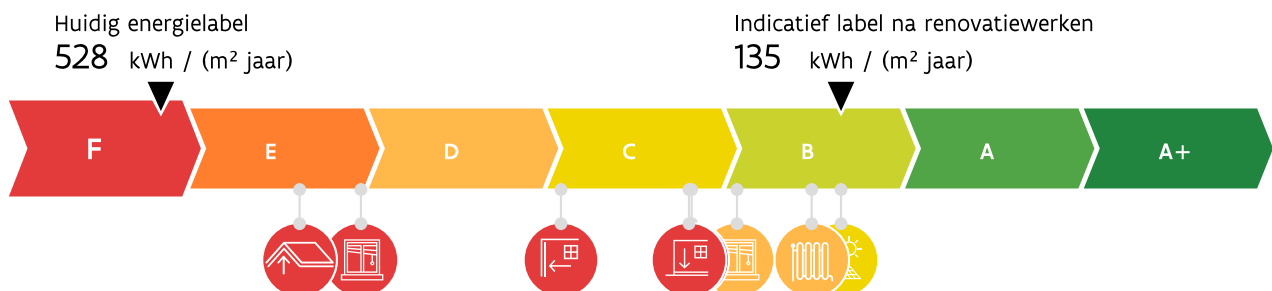 Huidig energielabel
528 kWh / (m² jaar)
Indicatief label na renovatiewerken
135 kWh / (m² jaar)
F
E
D
C
B
A
A+